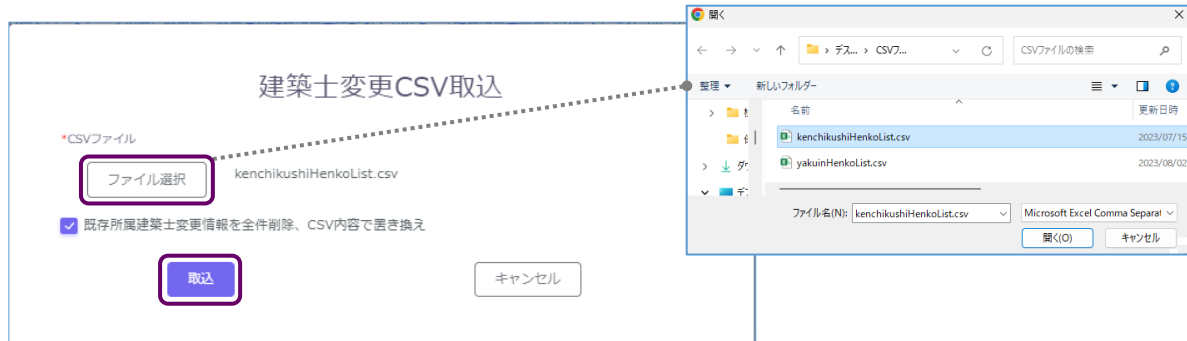 建築士変更CSV取込
*CSVファイル
ファイル選択
kenchikushiHenkoList.csv
既存所属建築士変更情報を全件削除、CSV内容で置き換え
取込
キャンセル
開く
デス... › CSVフ...
CSVファイルの検索
整理
新しいフォルダー
名前
更新日時
kenchikushiHenkoList.csv
2023/07/15
yakuinHenkoList.csv
2023/08/02
ファイル名(N):
kenchikushiHenkoList.csv
Microsoft Excel Comma Separat
開く(O)
キャンセル